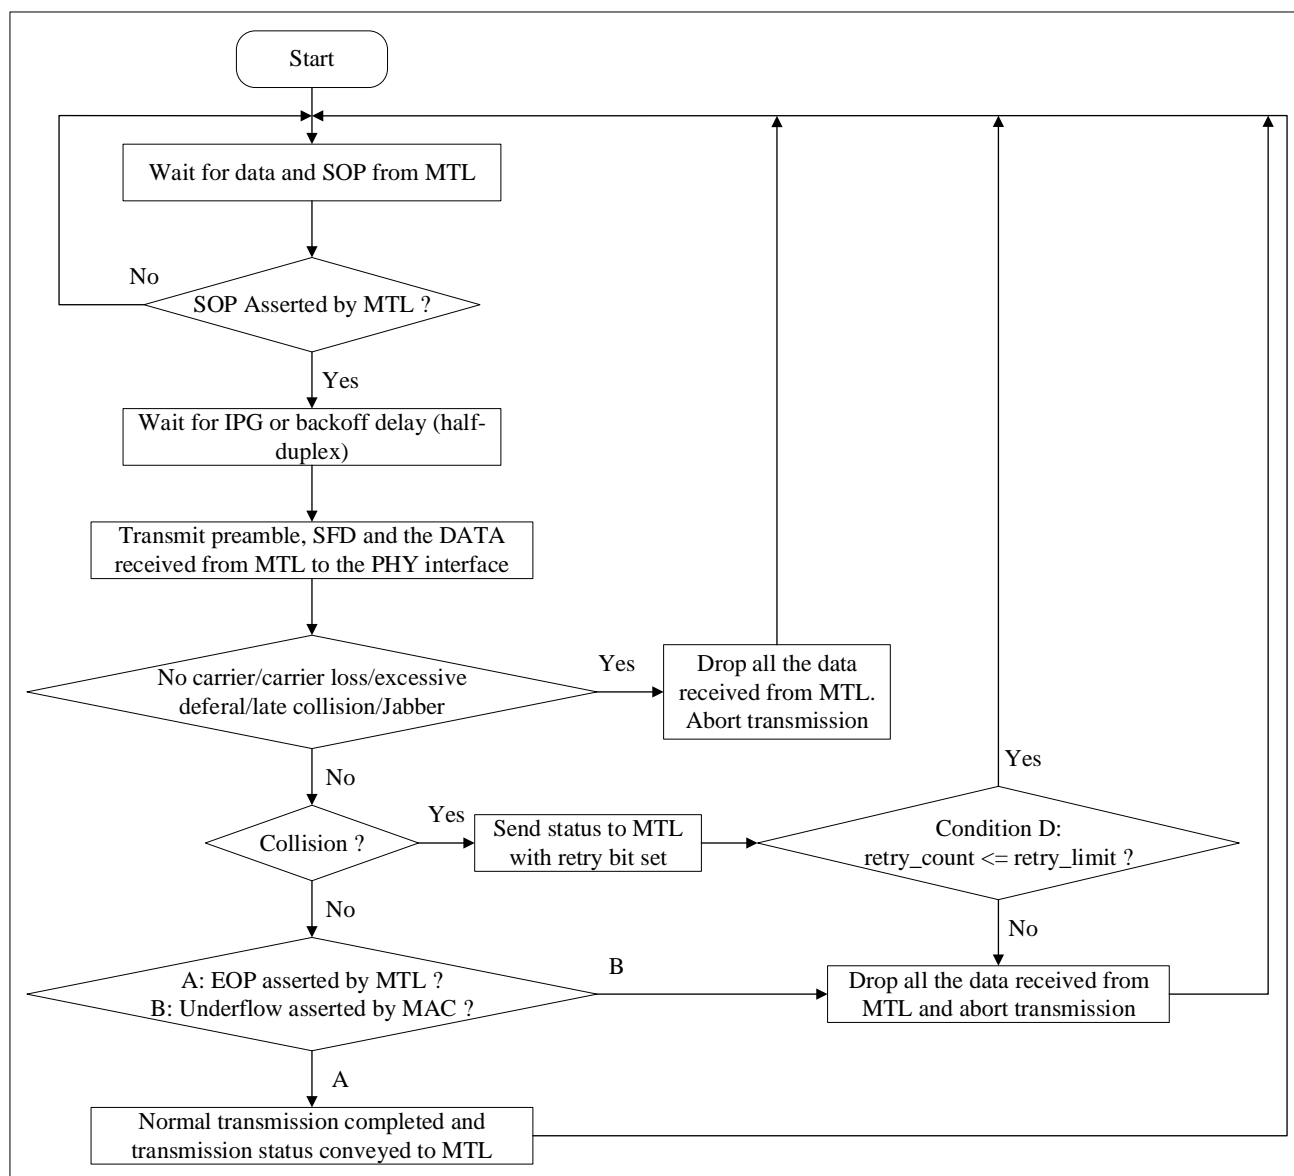 Start
Wait for data and SOP from MTL
No
SOP Asserted by MTL ?
Yes
Wait for IPG or backoff delay (half-
duplex)
Transmit preamble, SFD and the DATA
received from MTL to the PHY interface
No carrier/carrier loss/excessive
deferal/late collision/Jabber
Yes
Drop all the data
received from MTL.
Abort transmission
No
Collision ?
Yes
Send status to MTL
with retry bit set
Condition D:
retry_count <= retry_limit ?
Yes
No
No
A: EOP asserted by MTL ?
B: Underflow asserted by MAC ?
B
Drop all the data received from
MTL and abort transmission
A
Normal transmission completed and
transmission status conveyed to MTL